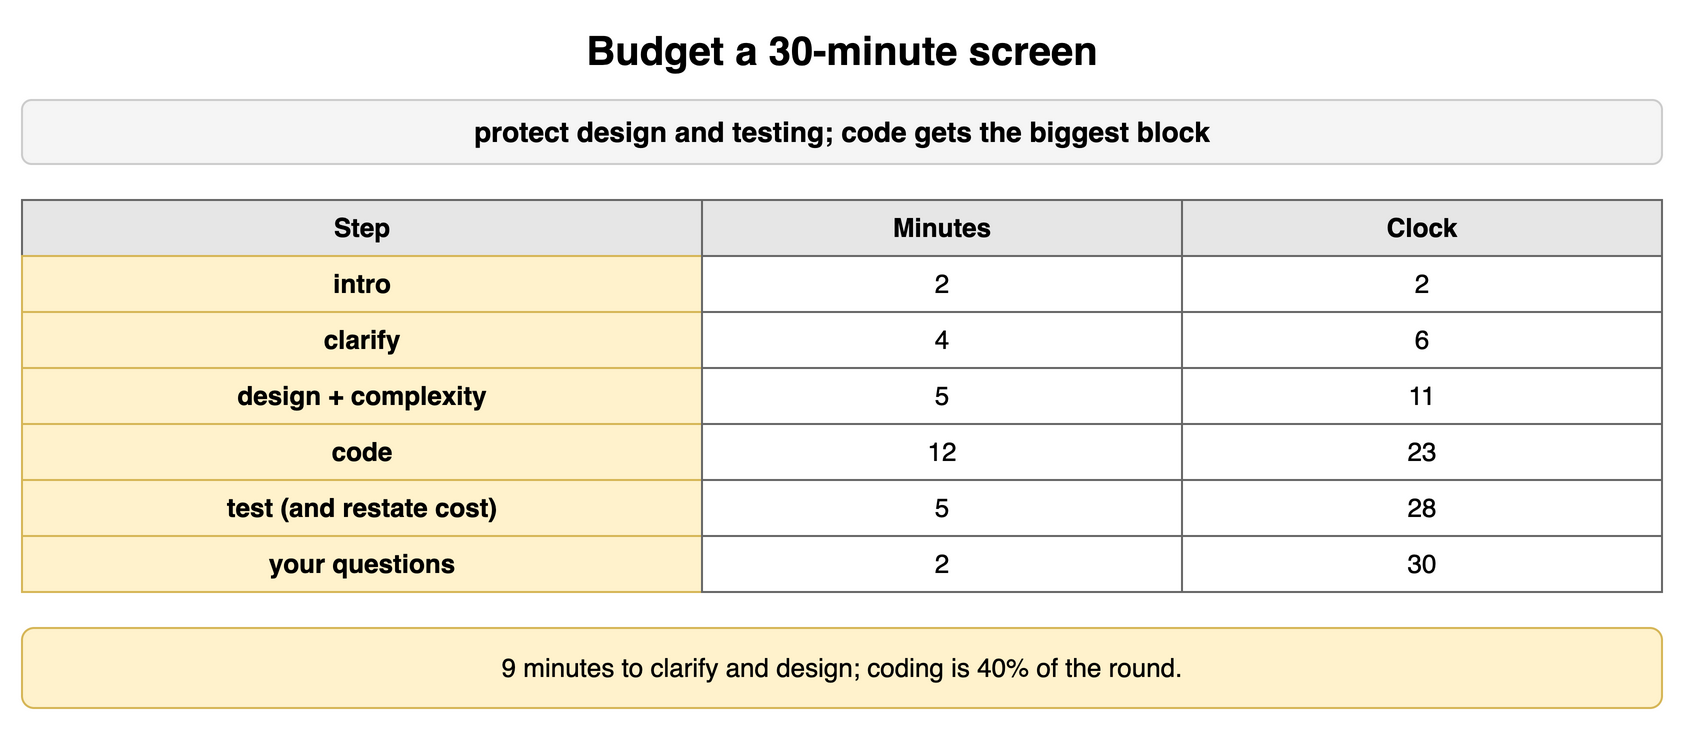 Budget a 30-minute screen
protect design and testing; code gets the biggest block
Step Minutes Clock
intro 2 2
clarify 4 6
design + complexity 5 11
code 12 23
test (and restate cost) 5 28
your questions 2 30
9 minutes to clarify and design; coding is 40% of the round.